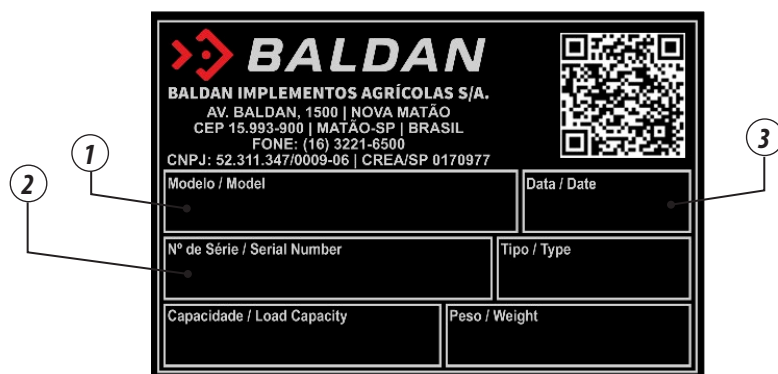 BALDAN
BALDAN IMPLEMENTOS AGRÍCOLAS S/A.
AV. BALDAN, 1500 | NOVA MATÃO
CEP 15.993-900 | MATÃO-SP | BRASIL
FONE: (16) 3221-6500
CNPJ: 52.311.347/0009-06 | CREA/SP 0170977
1
2
3
Modelo / Model
Data / Date
Nº de Série / Serial Number
Tipo / Type
Capacidade / Load Capacity
Peso / Weight